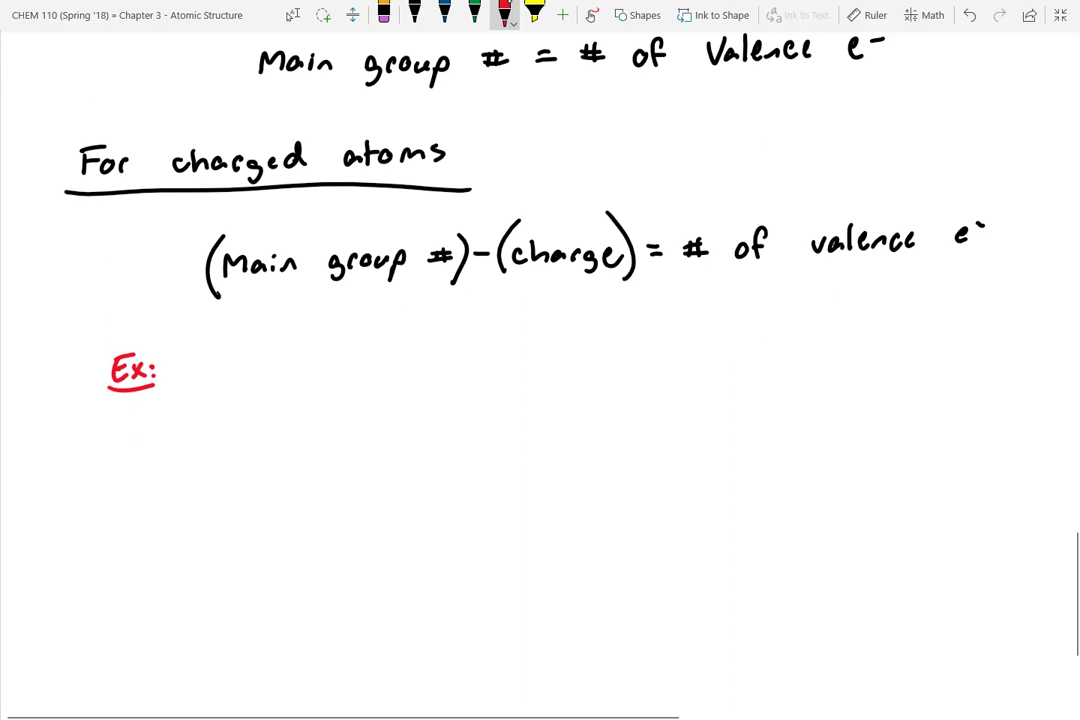 CHEM 110 (Spring '18) » Chapter 3 - Atomic Structure Shapes Ink to Shape Ink to Text Ruler Math
Main group # = # of Valence e-
For charged atoms
(Main group #)-(charge) = # of valence e-
Ex: